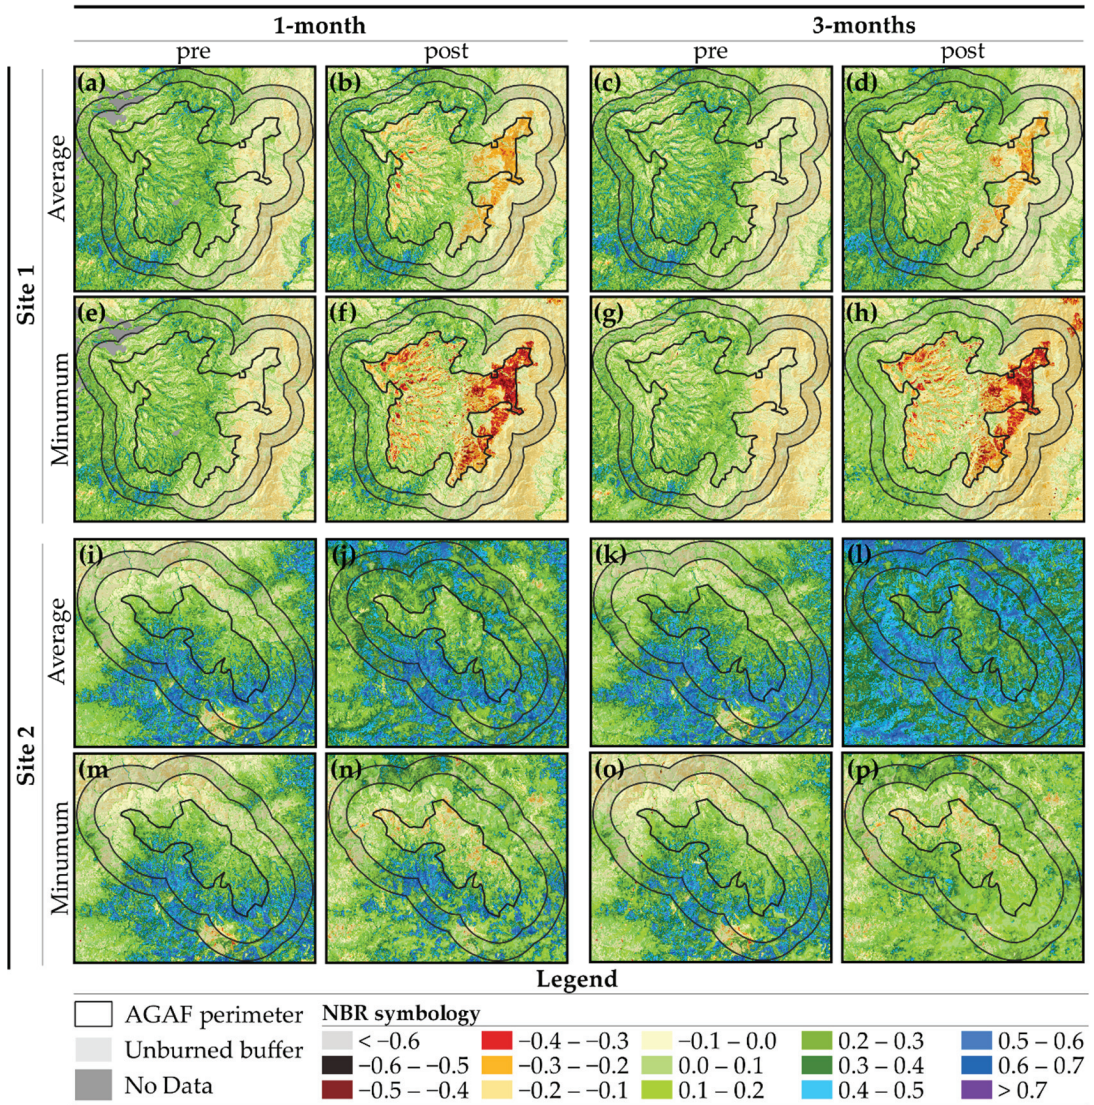 1-month 3-months
pre post pre post
Site 1
Average
(a) (b) (c) (d)
Minimum
(e) (f) (g) (h)
Site 2
Average
(i) (j) (k) (l)
Minimum
(m (n) (o) (p)
Legend
AGAF perimeter
Unburned buffer
No Data
NBR symbology
< −0.6 −0.4 – −0.3 −0.1 – 0.0 0.2 – 0.3 0.5 – 0.6
−0.6 – −0.5 −0.3 – −0.2 0.0 – 0.1 0.3 – 0.4 0.6 – 0.7
−0.5 – −0.4 −0.2 – −0.1 0.1 – 0.2 0.4 – 0.5 > 0.7